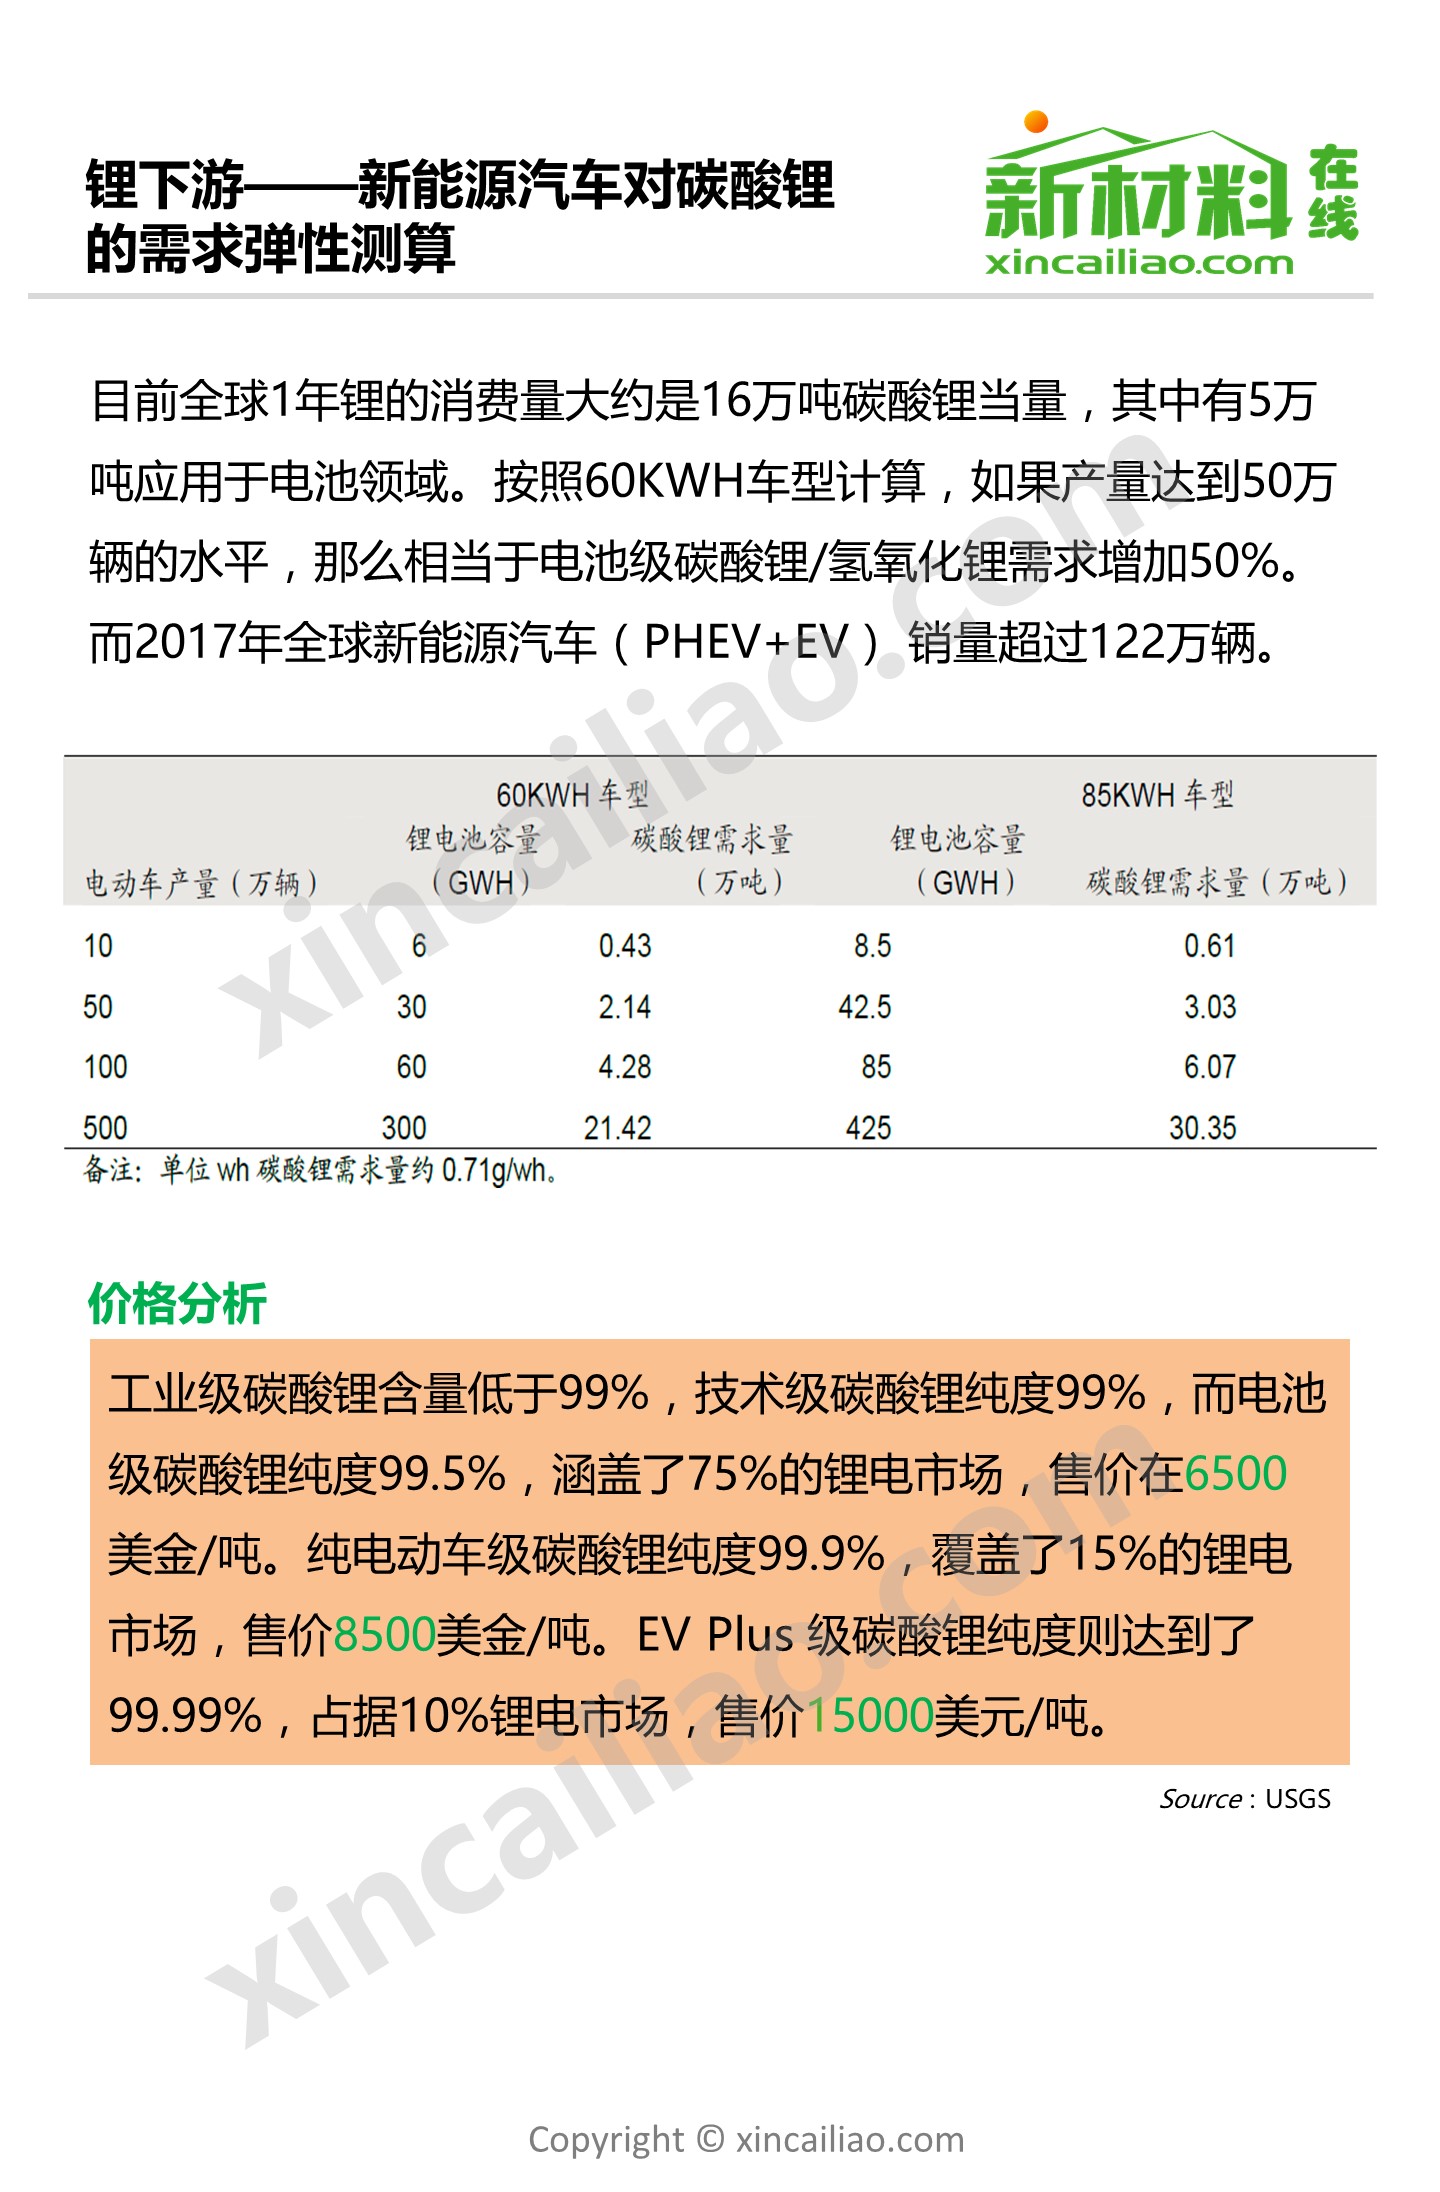 锂下游——新能源汽车对碳酸锂
的需求弹性测算
新材料在线
xincailiao.com
目前全球1年锂的消费量大约是16万吨碳酸锂当量，其中有5万
吨应用于电池领域。按照60KWH车型计算，如果产量达到50万
辆的水平，那么相当于电池级碳酸锂/氢氧化锂需求增加50%。
而2017年全球新能源汽车（PHEV+EV） 销量超过122万辆。
60KWH 车型 85KWH 车型
锂电池容量 碳酸锂需求量 锂电池容量
电动车产量（万辆） （GWH） （万吨） （GWH） 碳酸锂需求量（万吨）
10 6 0.43 8.5 0.61
50 30 2.14 42.5 3.03
100 60 4.28 85 6.07
500 300 21.42 425 30.35
备注：单位 wh 碳酸锂需求量约 0.71g/wh。
价格分析
工业级碳酸锂含量低于99%，技术级碳酸锂纯度99%，而电池
级碳酸锂纯度99.5%，涵盖了75%的锂电市场，售价在6500
美金/吨。纯电动车级碳酸锂纯度99.9%，覆盖了15%的锂电
市场，售价8500美金/吨。EV Plus 级碳酸锂纯度则达到了
99.99%，占据10%锂电市场，售价15000美元/吨。
Source：USGS
xincailiao.com
xincailiao.com
Copyright © xincailiao.com